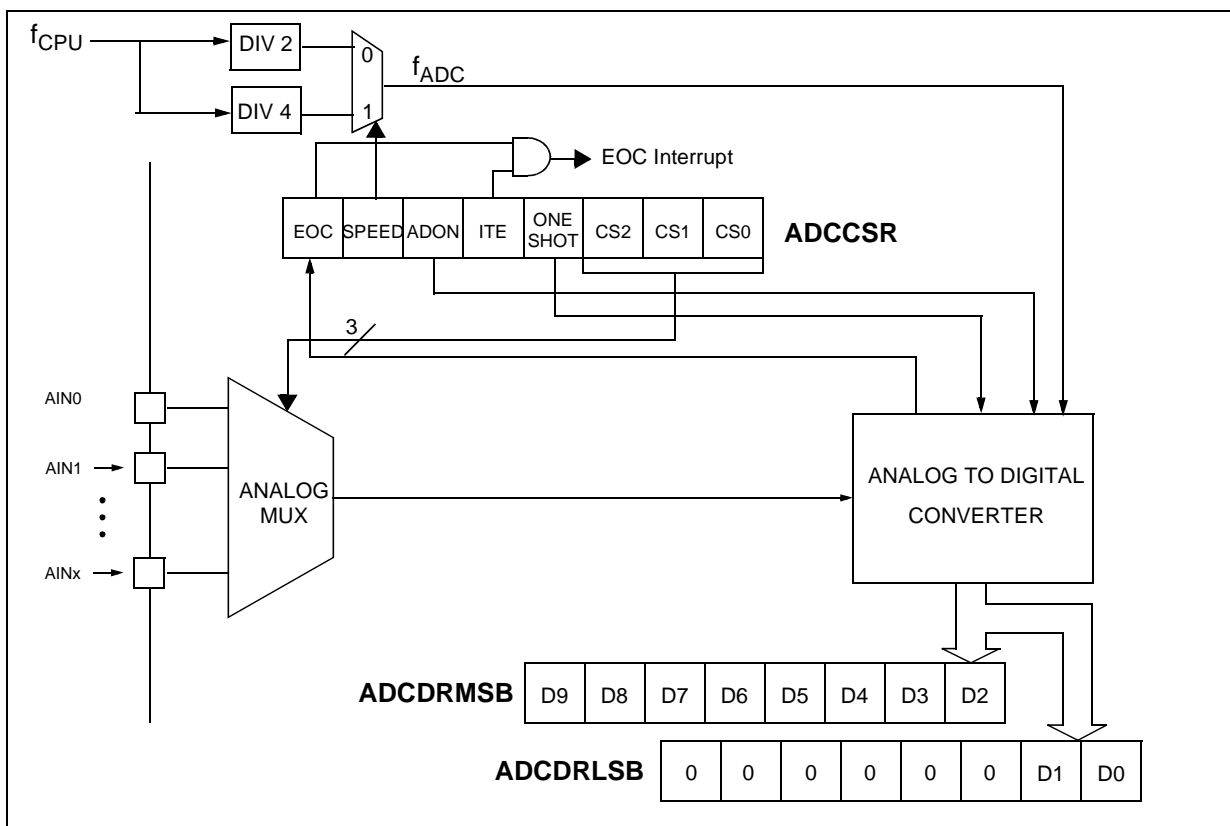 fCPU
DIV 2
0
fADC
DIV 4
1
EOC Interrupt
EOC SPEED ADON ITE ONE SHOT CS2 CS1 CS0 ADCCSR
3
AIN0
AIN1
AINx
ANALOG
MUX
ANALOG TO DIGITAL
CONVERTER
ADCDRMSB D9 D8 D7 D6 D5 D4 D3 D2
ADCDRLSB 0 0 0 0 0 0 D1 D0